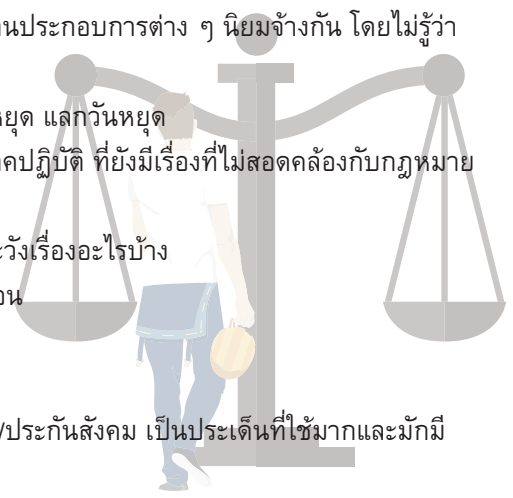 นประกอบการต่าง ๆ นิยมจ้างกัน โดยไม่รู้ว่า
หยุด แลกวันหยุด
คปฏิบัติ ที่ยังมีเรื่องที่ไม่สอดคล้องกับกฎหมาย
ะวังเรื่องอะไรบ้าง
อน
/ประกันสังคม เป็นประเด็นที่ใช้มากและมักมี